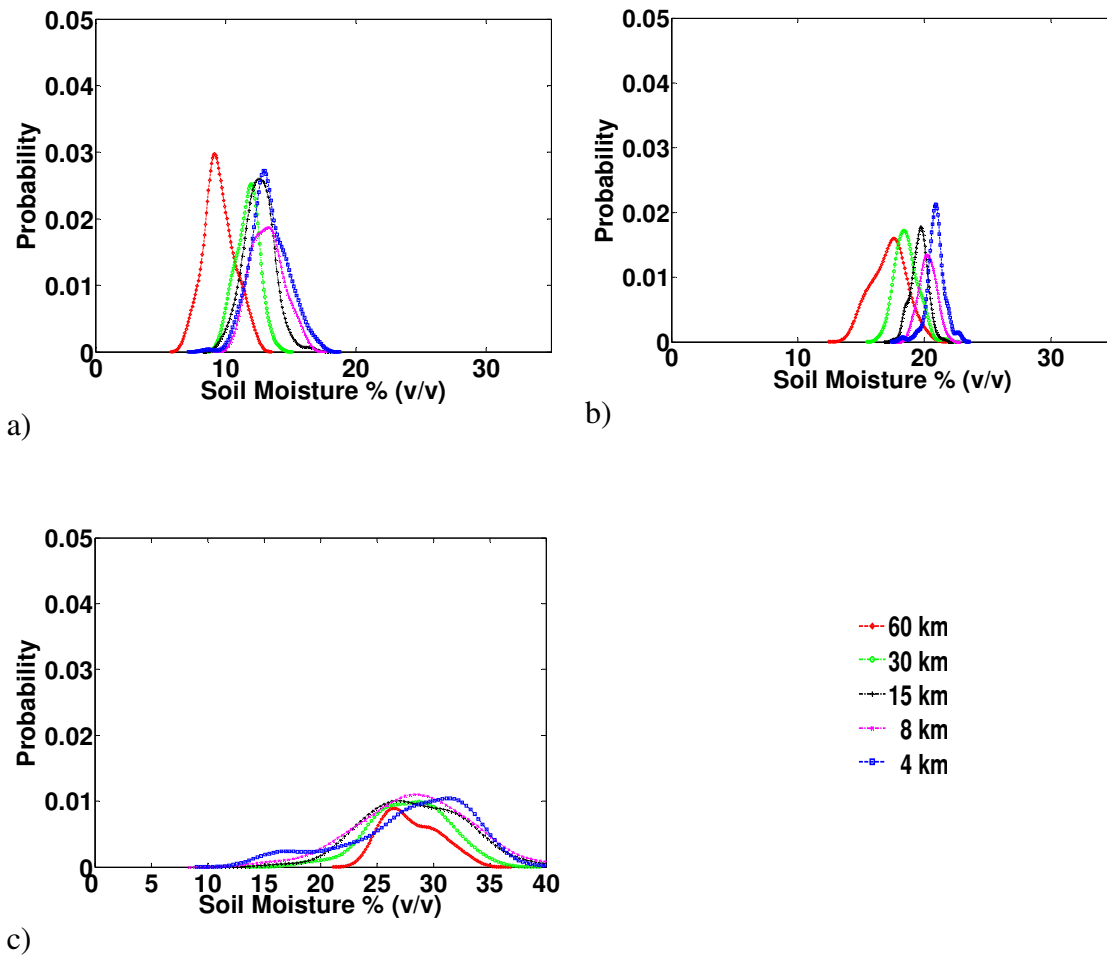 0.05
0.04
0.03
0.02
0.01
0
Probability
0 10 20 30
Soil Moisture % (v/v)
a)
0.05
0.04
0.03
0.02
0.01
0
Probability
0 10 20 30
Soil Moisture % (v/v)
b)
0.05
0.04
0.03
0.02
0.01
0
Probability
0 5 10 15 20 25 30 35 40
Soil Moisture % (v/v)
c)
60 km
30 km
15 km
8 km
4 km